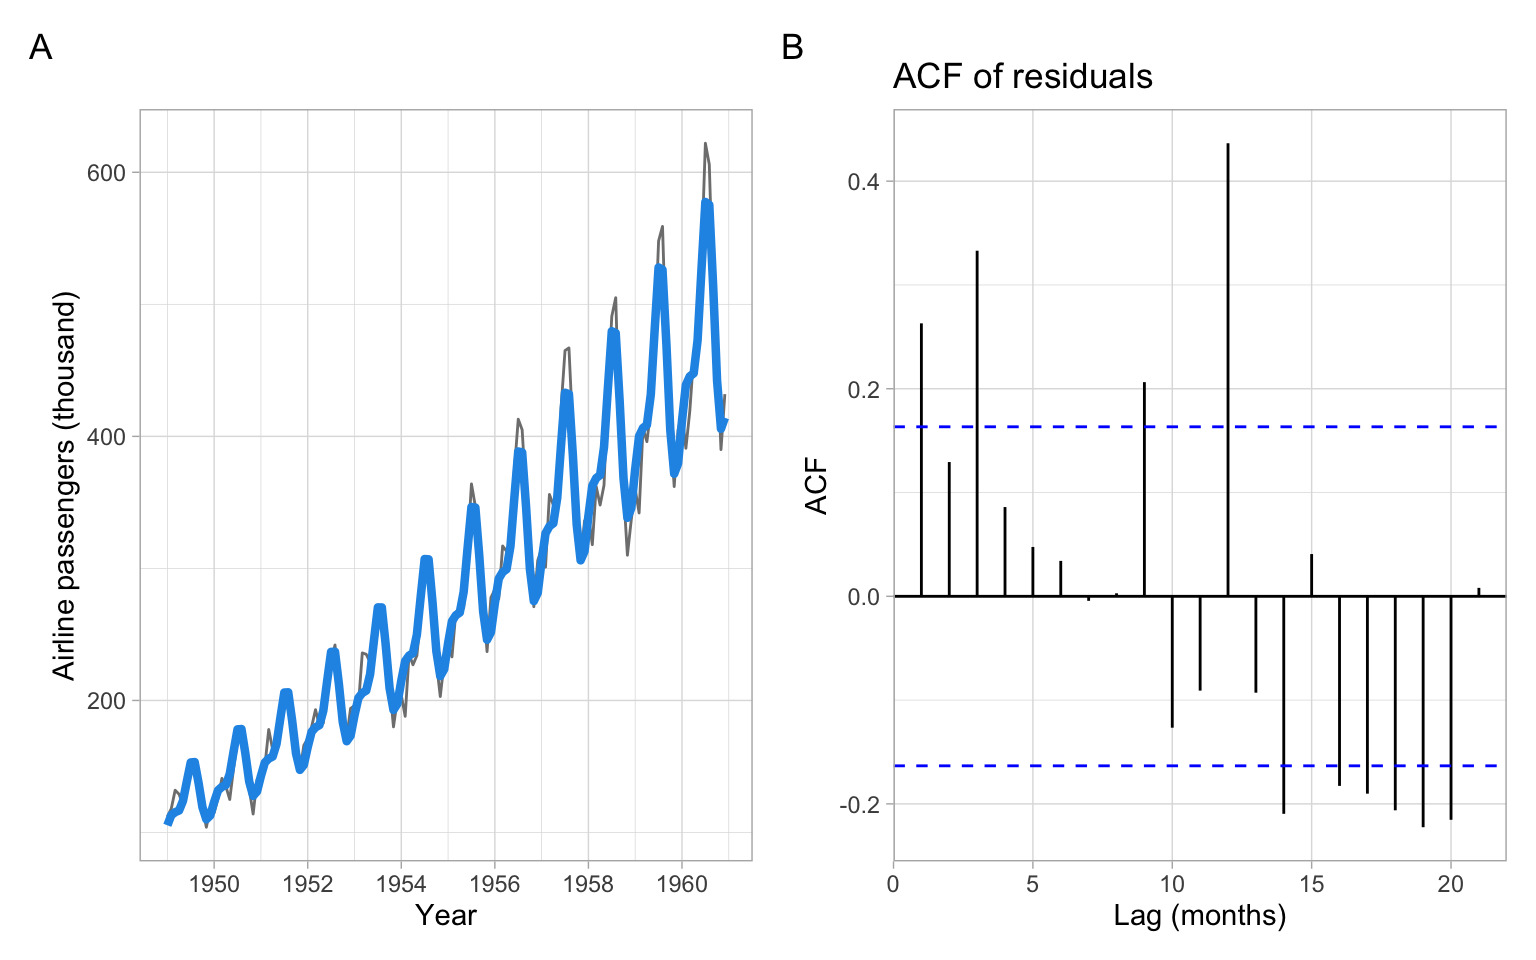 A
600
400
200
Airline passengers (thousand)
1950 1952 1954 1956 1958 1960
Year
B
ACF of residuals
0.4
0.2
0.0
-0.2
ACF
0 5 10 15 20
Lag (months)